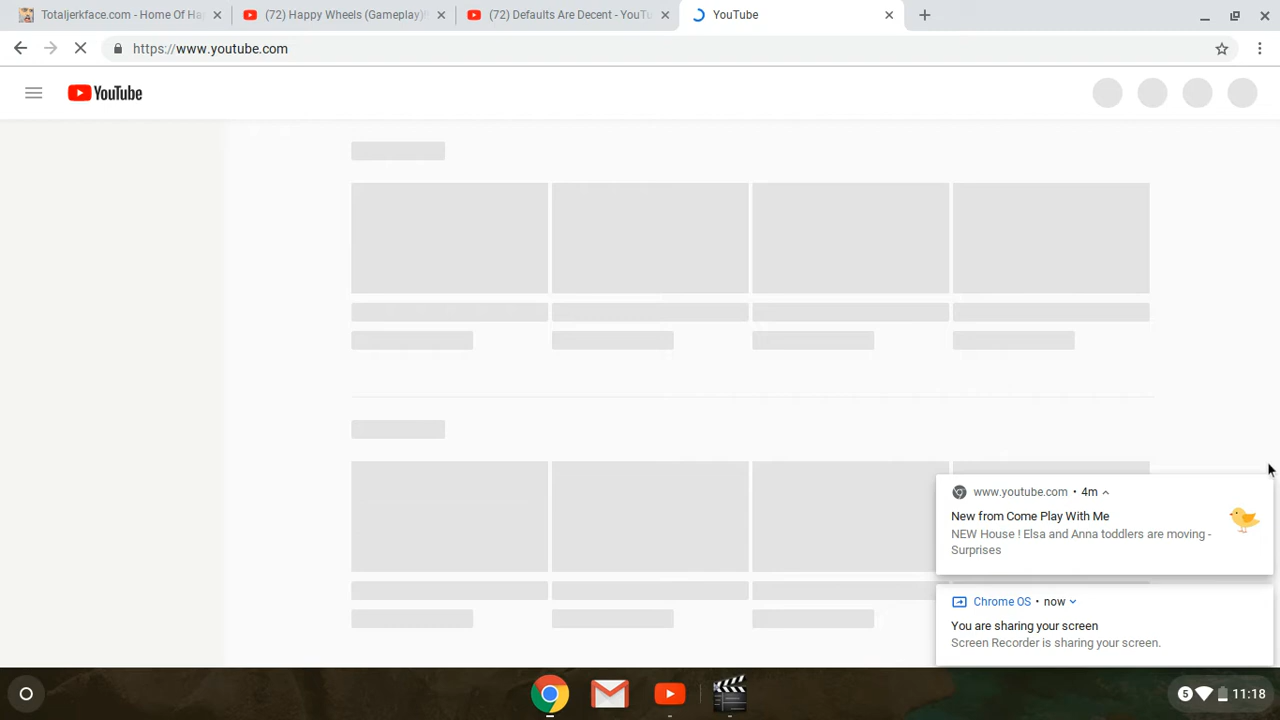 Totaljerkface.com - Home Of Ha
(72) Happy Wheels (Gameplay)!
(72) Defaults Are Decent - YouTu
YouTube
https://www.youtube.com
YouTube
www.youtube.com • 4m
New from Come Play With Me
NEW House ! Elsa and Anna toddlers are moving -
Surprises
Chrome OS • now
You are sharing your screen
Screen Recorder is sharing your screen.
5
11:18